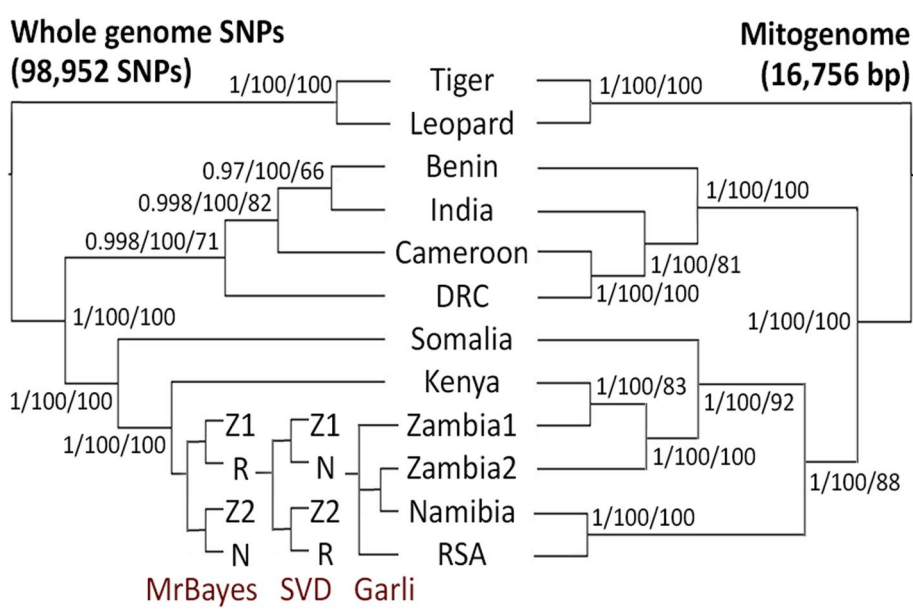 Whole genome SNPs
(98,952 SNPs)
Mitogenome
(16,756 bp)
1/100/100
Tiger
1/100/100
Leopard
0.97/100/66
Benin
1/100/100
0.998/100/82
India
0.998/100/71
Cameroon
1/100/81
DRC
1/100/100
1/100/100
Somalia
1/100/100
1/100/100
Kenya
1/100/83
1/100/92
1/100/100
Z1
Z1
Zambia1
R
N
Zambia2
1/100/100
1/100/88
Z2
Z2
Namibia
1/100/100
N
R
RSA
MrBayes SVD Garli